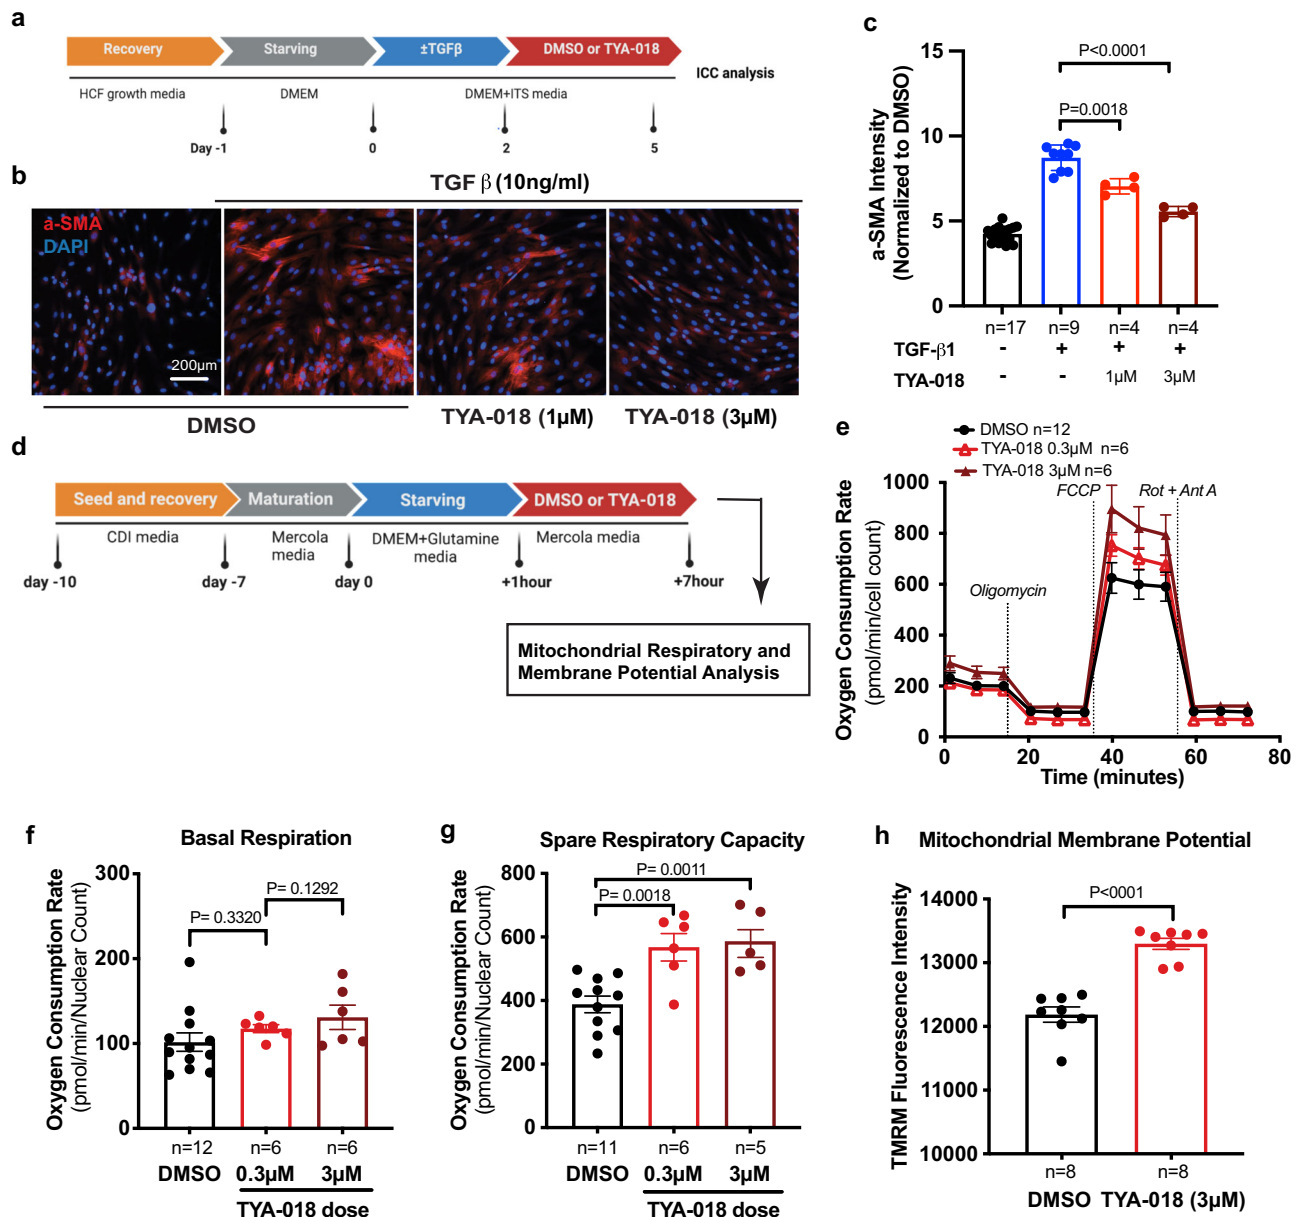 a
Recovery
Starving
±TGFβ
DMSO or TYA-018
ICC analysis
HCF growth media
DMEM
DMEM+ITS media
Day -1
0
2
5
b
TGF β (10ng/ml)
a-SMA
DAPI
200µm
DMSO
TYA-018 (1µM)
TYA-018 (3µM)
c
a-SMA Intensity
(Normalized to DMSO)
15
10
5
0
P<0.0001
P=0.0018
n=17
n=9
n=4
n=4
TGF-β1
-
+
+
+
TYA-018
-
-
1µM
3µM
d
Seed and recovery
Maturation
Starving
DMSO or TYA-018
CDI media
Mercola
media
DMEM+Glutamine
media
Mercola media
day -10
day -7
day 0
+1hour
+7hour
Mitochondrial Respiratory and
Membrane Potential Analysis
e
DMSO n=12
TYA-018 0.3µM n=6
TYA-018 3µM n=6
FCCP
Rot + Ant A
Oligomycin
Oxygen Consumption Rate
(pmol/min/cell count)
1000
800
600
400
200
0
0
20
40
60
80
Time (minutes)
f
Basal Respiration
Oxygen Consumption Rate
(pmol/min/Nuclear Count)
300
200
100
0
P= 0.1292
P= 0.3320
n=12
n=6
n=6
DMSO
0.3µM
3µM
TYA-018 dose
g
Spare Respiratory Capacity
Oxygen Consumption Rate
(pmol/min/Nuclear Count)
800
600
400
200
0
P= 0.0011
P= 0.0018
n=11
n=6
n=5
DMSO
0.3µM
3µM
TYA-018 dose
h
Mitochondrial Membrane Potential
TMRM Fluorescence Intensity
14000
13000
12000
11000
10000
P<0001
n=8
n=8
DMSO
TYA-018 (3µM)